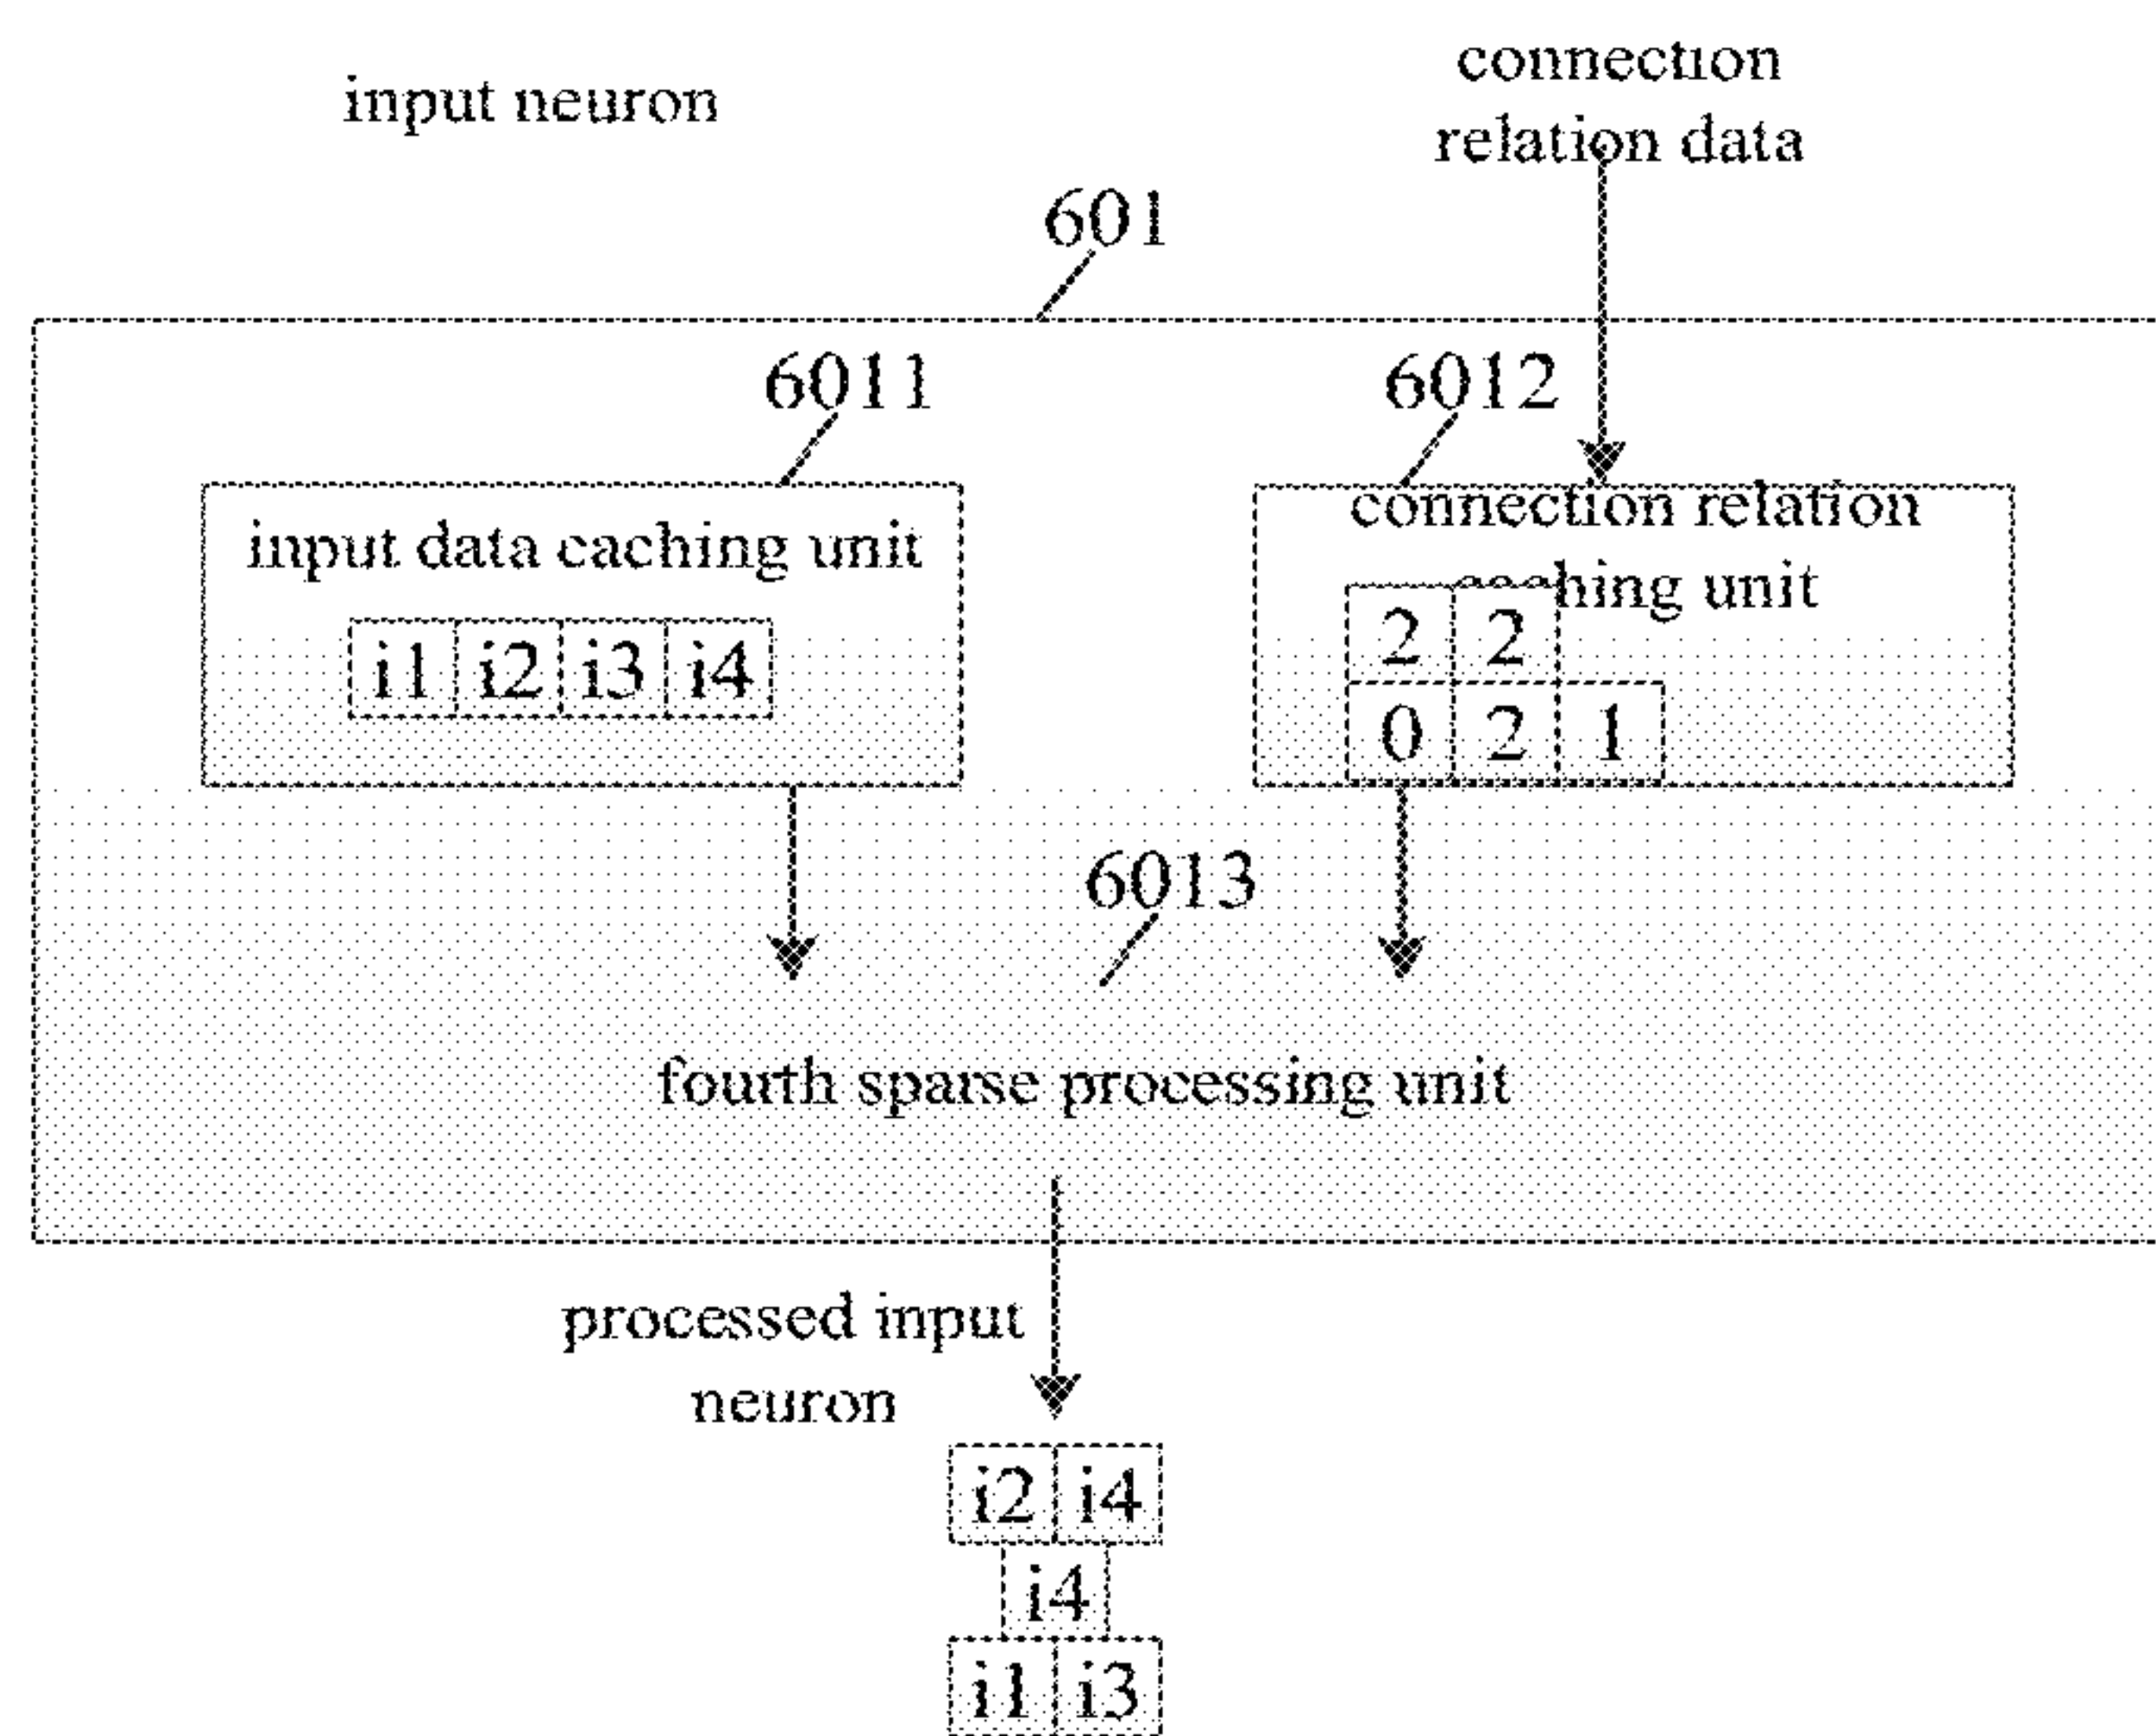 input neuron
connection
relation data
601
6011
6012
input data caching unit
i1 i2 i3 i4
connection relation
caching unit
2 2
0 2 1
6013
fourth sparse processing unit
processed input
neuron
i2 i4
i4
i1 i3